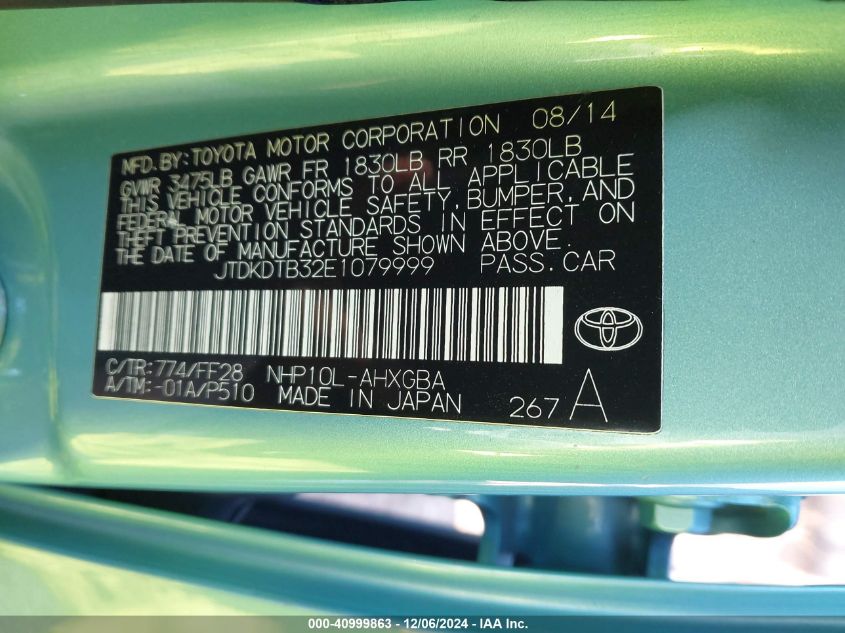 MFD. BY: TOYOTA MOTOR CORPORATION 08/14
GVWR 3475LB GAWR FR 1830LB RR 1830LB
THIS VEHICLE CONFORMS TO ALL APPLICABLE
FEDERAL MOTOR VEHICLE SAFETY, BUMPER, AND
THEFT PREVENTION STANDARDS IN EFFECT ON
THE DATE OF MANUFACTURE SHOWN ABOVE.
JTDKDTB32E1079999 PASS. CAR
C/TR: 774/FF28 NHP10L-AHXGBA
A/TM: -01A/P510 MADE IN JAPAN 267 A
000-40999863 - 12/06/2024 - IAA Inc.